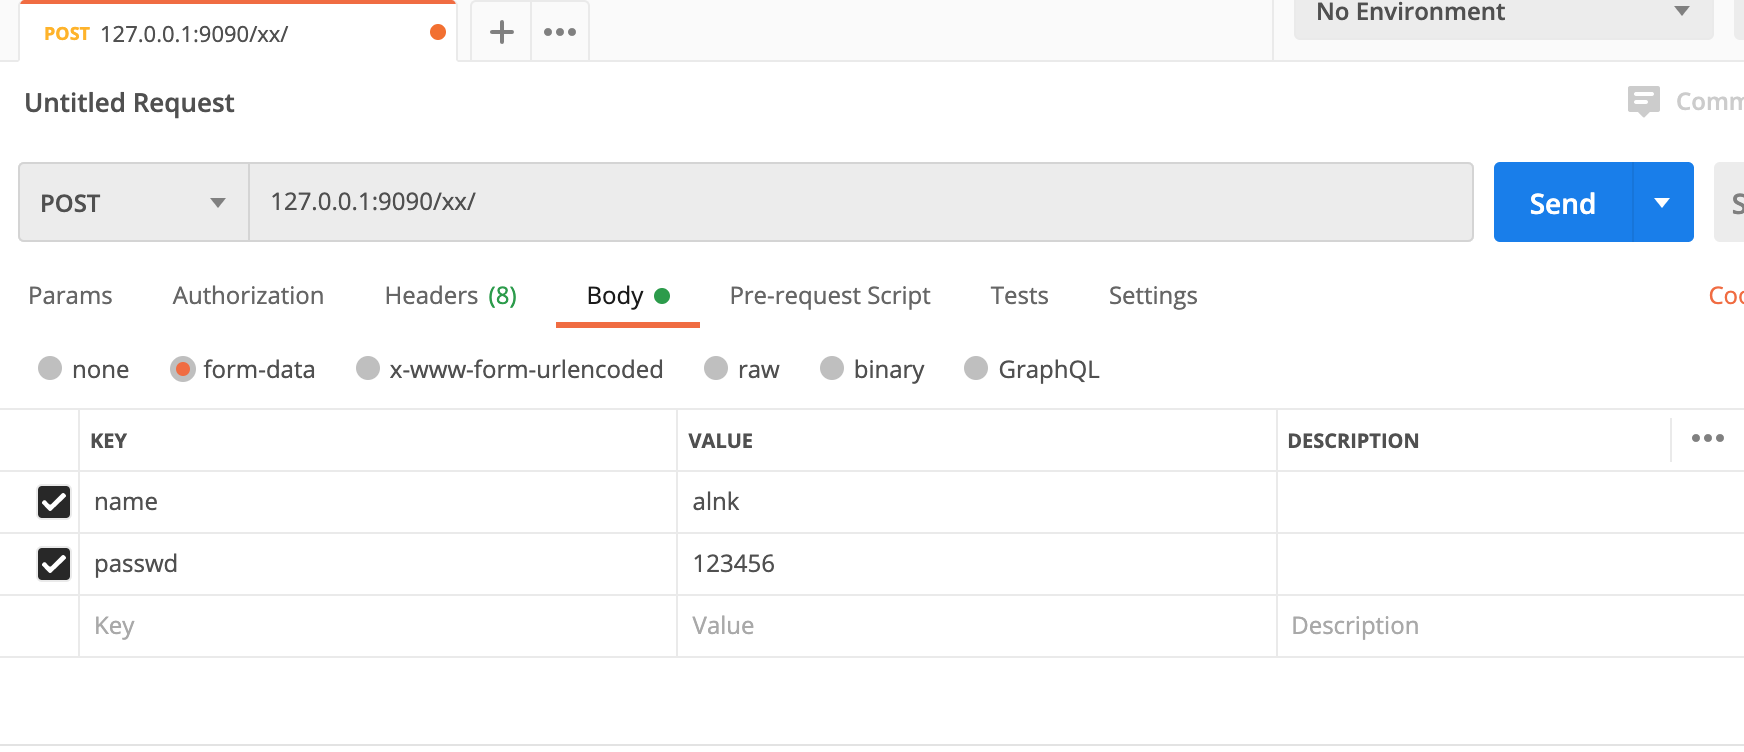 POST 127.0.0.1:9090/xx/
No Environment
Untitled Request
POST 127.0.0.1:9090/xx/ Send
Params Authorization Headers (8) Body Pre-request Script Tests Settings
none form-data x-www-form-urlencoded raw binary GraphQL
KEY VALUE DESCRIPTION
name alnk
passwd 123456
Key Value Description